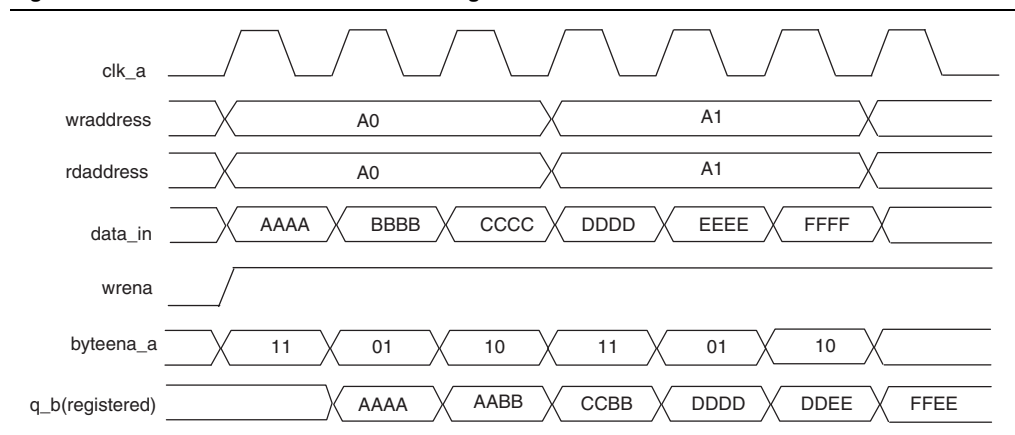 clk_a
wraddress A0 A1
rdaddress A0 A1
data_in AAAA BBBB CCCC DDDD EEEE FFFF
wrena
byteena_a 11 01 10 11 01 10
q_b(registered) AAAA AABB CCBB DDDD DDEE FFEE